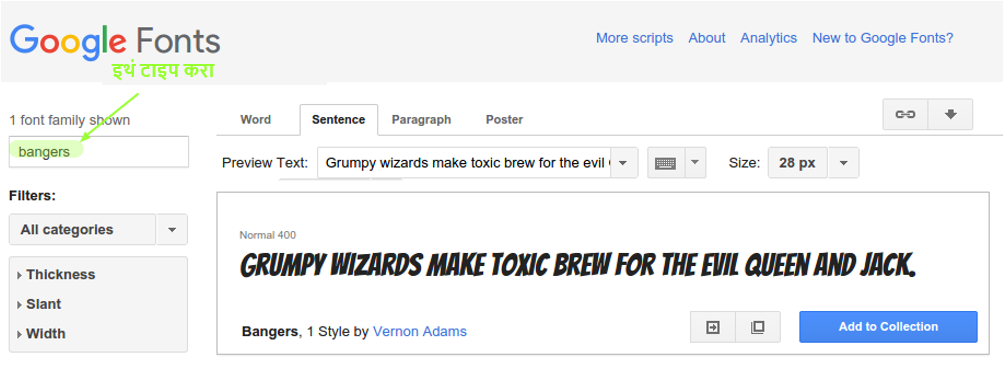 Google Fonts
More scripts About Analytics New to Google Fonts?
इथं टाइप करा
1 font family shown
bangers
Filters:
All categories
Thickness
Slant
Width
Word Sentence Paragraph Poster
Preview Text: Grumpy wizards make toxic brew for the evil Size: 28 px
Normal 400
GRUMPY WIZARDS MAKE TOXIC BREW FOR THE EVIL QUEEN AND JACK.
Bangers, 1 Style by Vernon Adams
Add to Collection